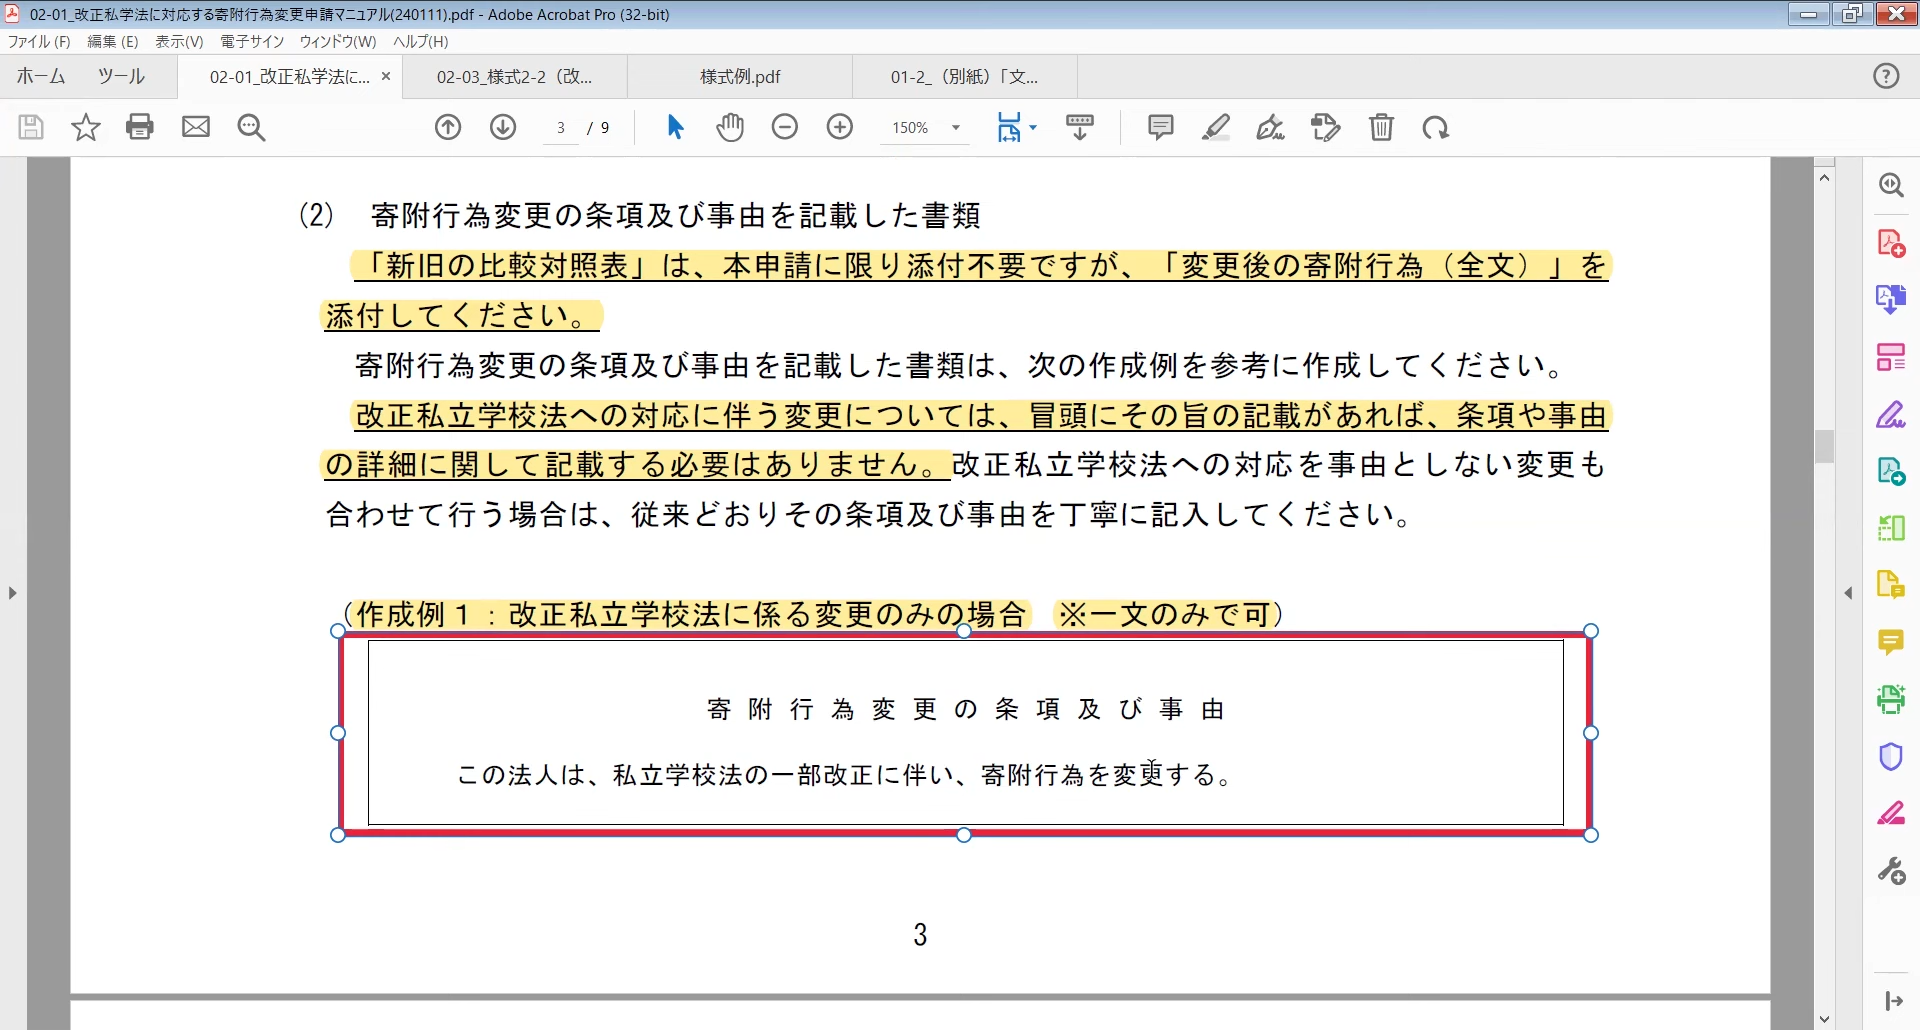 02-01_改正私学法に対応する寄附行為変更申請マニュアル(240111).pdf - Adobe Acrobat Pro (32-bit)
ファイル(F) 編集(E) 表示(V) 電子サイン ウィンドウ(W) ヘルプ(H)
ホーム ツール 02-01_改正私学法に... × 02-03_様式2-2（改... 様式例.pdf 01-2_（別紙）「文...
3 / 9 150%
(2) 寄附行為変更の条項及び事由を記載した書類
「新旧の比較対照表」は、本申請に限り添付不要ですが、「変更後の寄附行為（全文）」を
添付してください。
寄附行為変更の条項及び事由を記載した書類は、次の作成例を参考に作成してください。
改正私立学校法への対応に伴う変更については、冒頭にその旨の記載があれば、条項や事由
の詳細に関して記載する必要はありません。改正私立学校法への対応を事由としない変更も
合わせて行う場合は、従来どおりその条項及び事由を丁寧に記入してください。
（作成例１：改正私立学校法に係る変更のみの場合 ※一文のみで可）
寄附行為変更の条項及び事由
この法人は、私立学校法の一部改正に伴い、寄附行為を変更する。
3